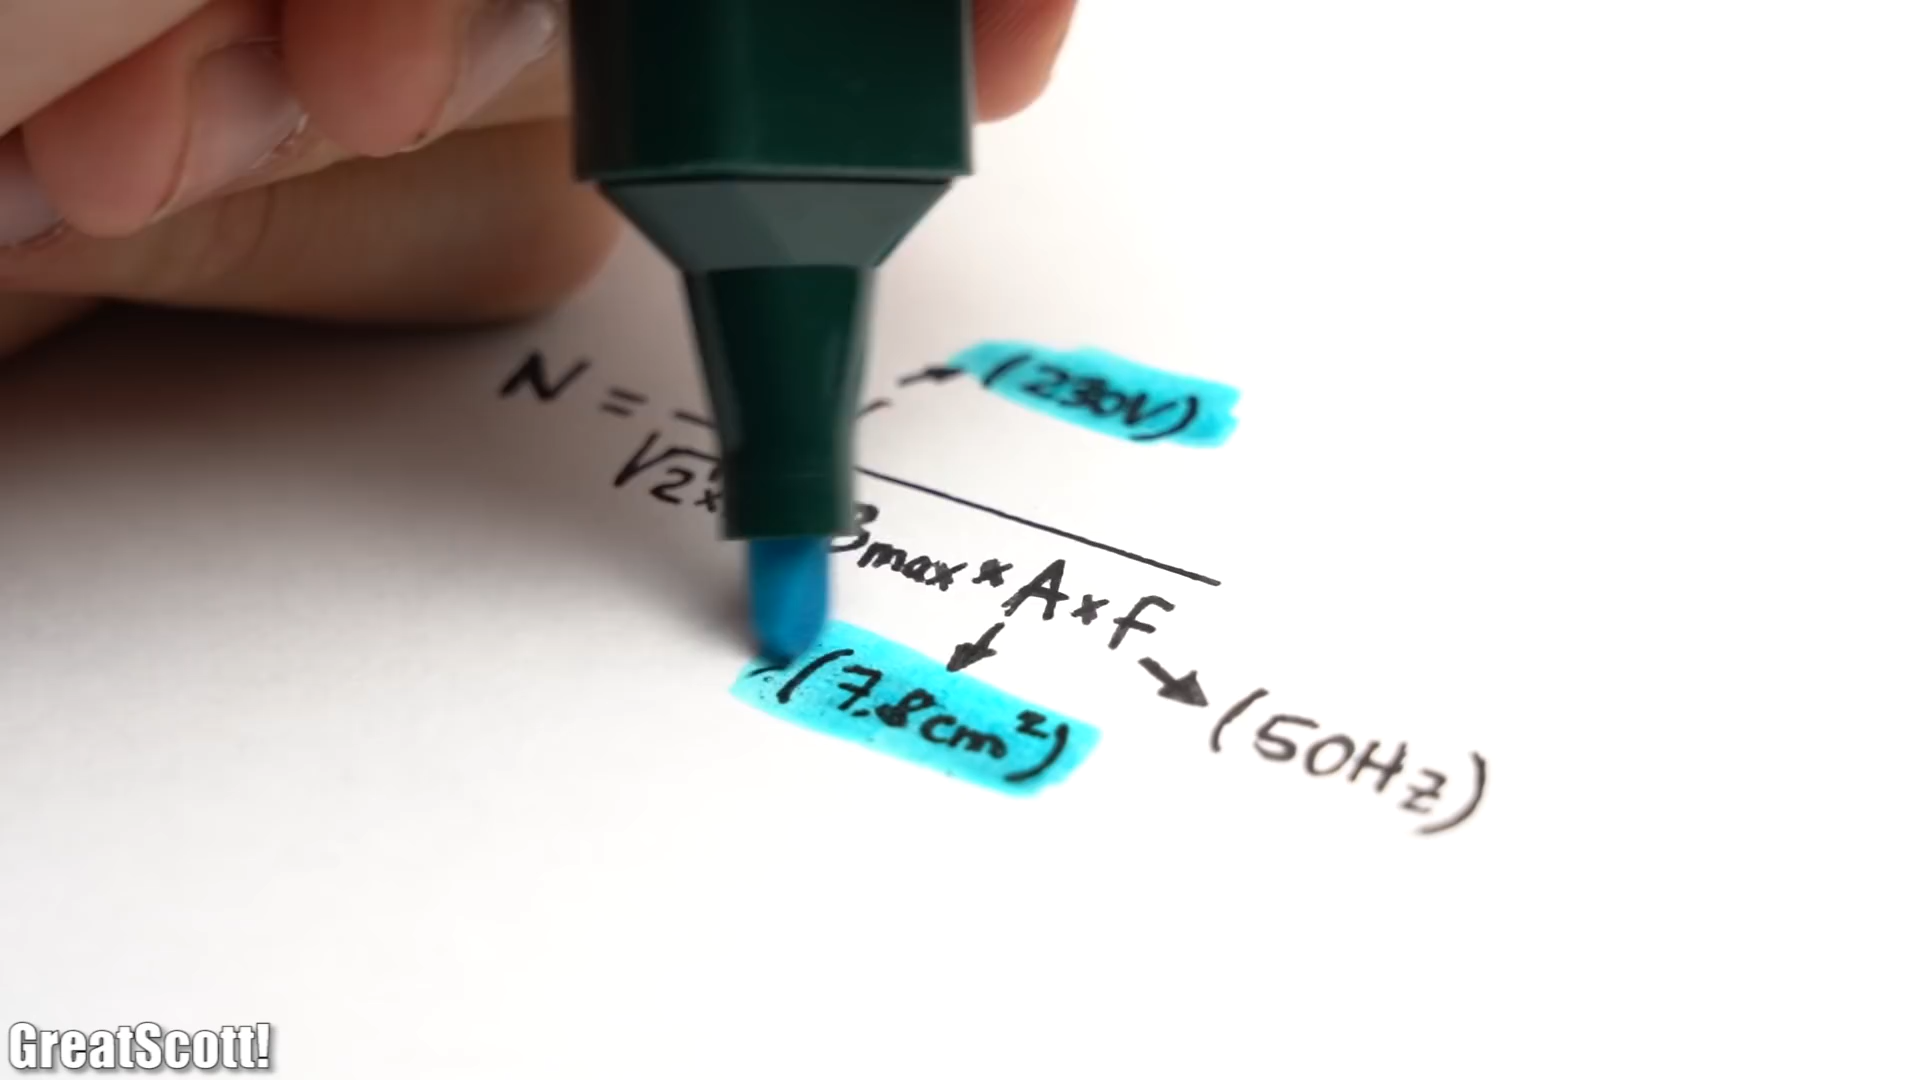 (230V)
N =
√2 x
Bmax * A x F
(7,8cm²)
(50Hz)
GreatScott!